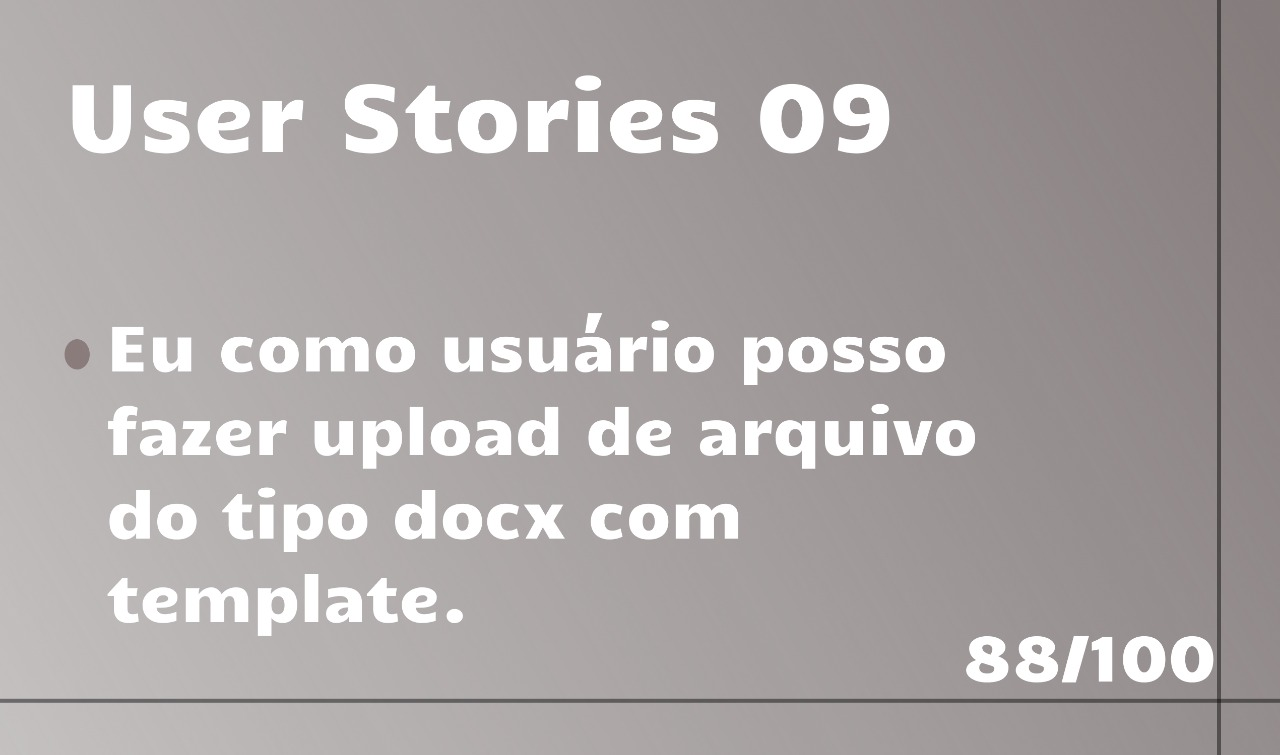 User Stories 09
• Eu como usuário posso
fazer upload de arquivo
do tipo docx com
template.
88/100